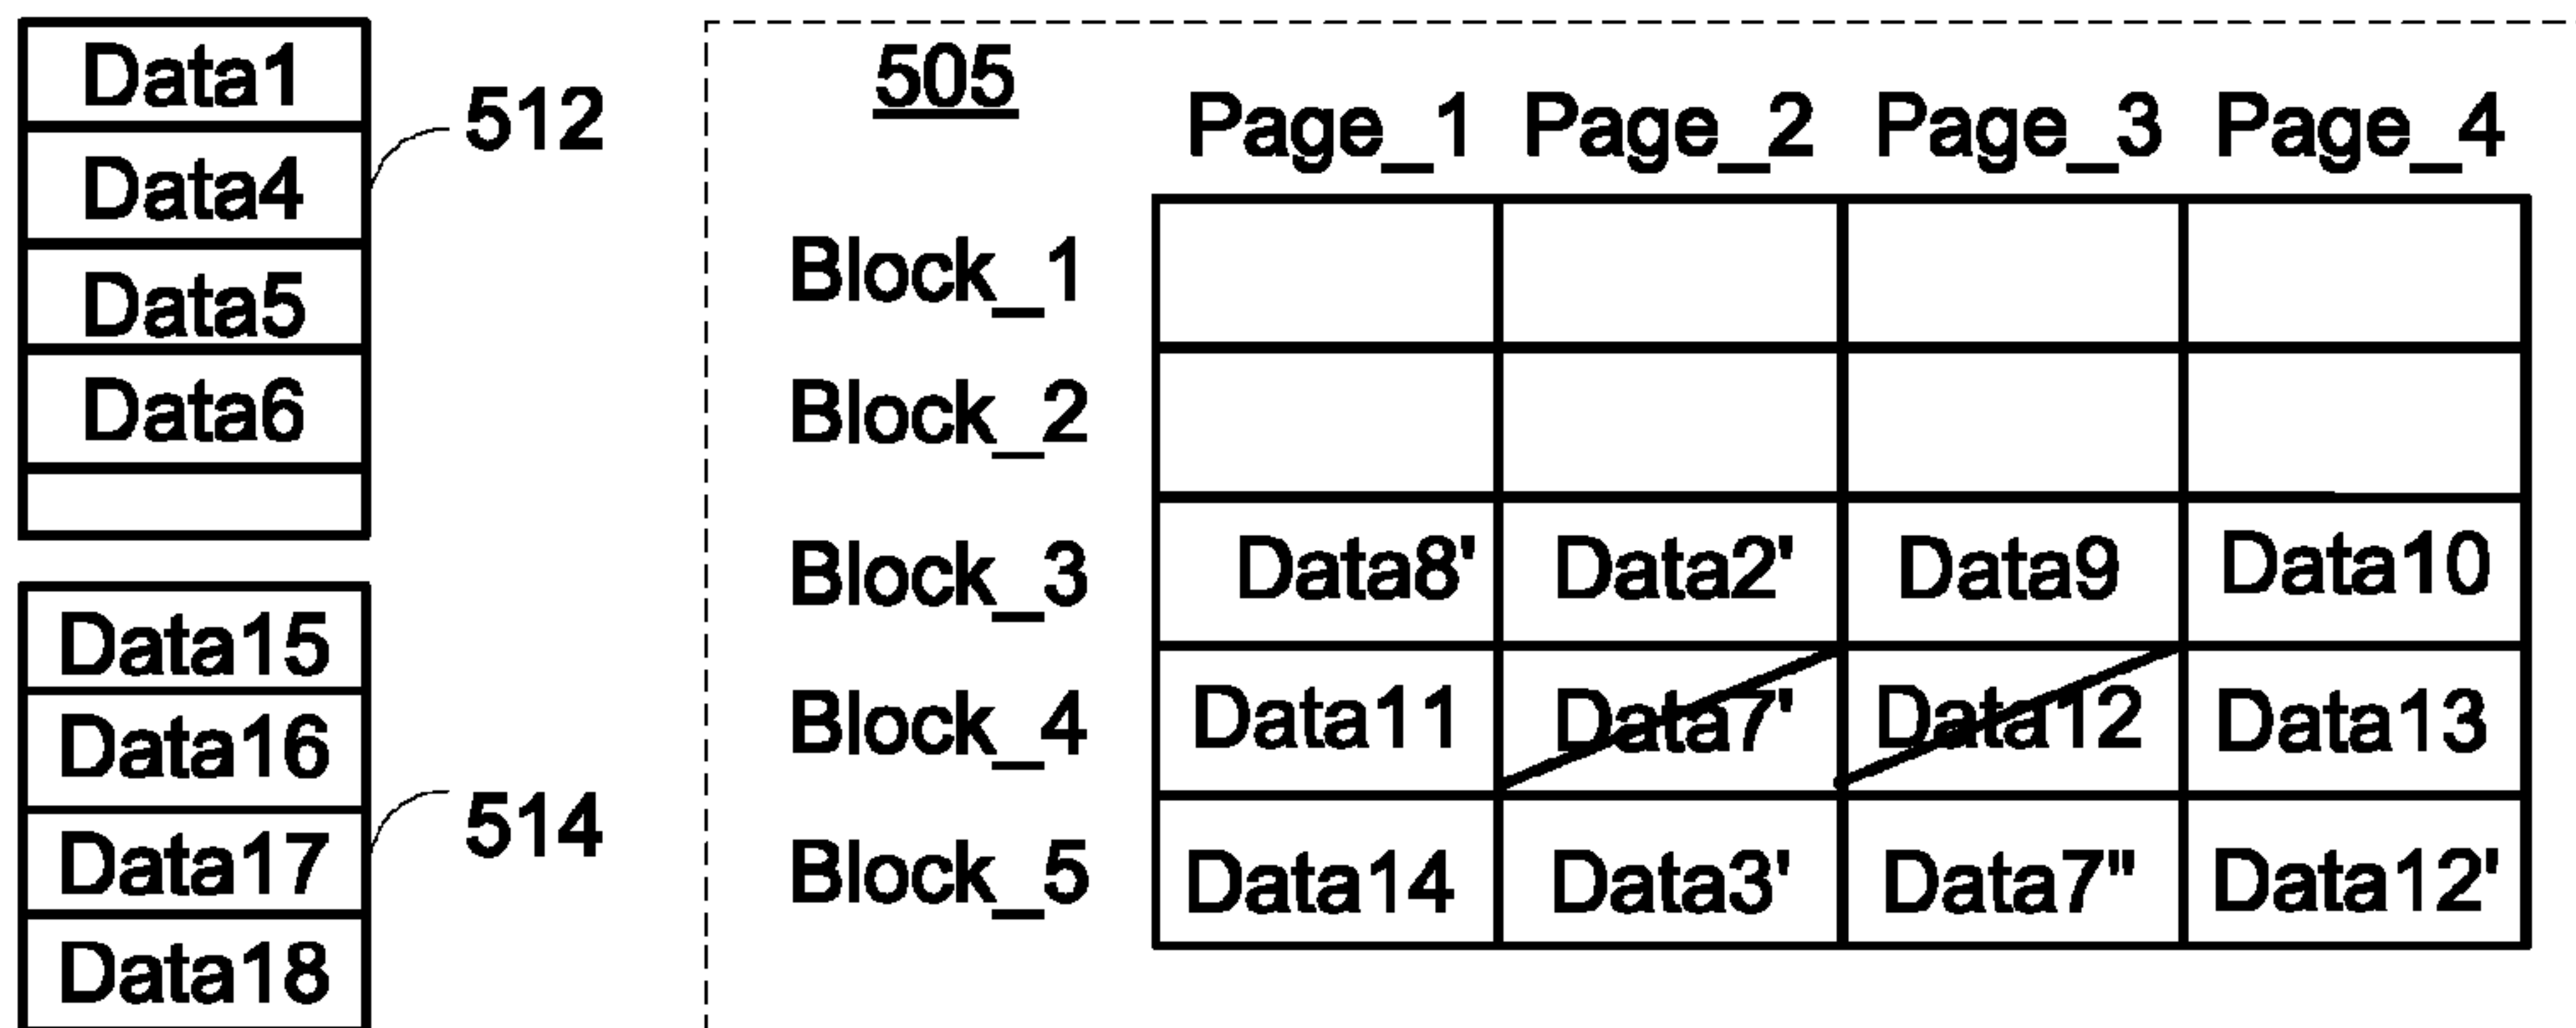 Data1
Data4
Data5
Data6
512
Data15
Data16
Data17
Data18
514
505
Page_1 Page_2 Page_3 Page_4
Block_1
Block_2
Block_3 Data8' Data2' Data9 Data10
Block_4 Data11 Data7' Data12 Data13
Block_5 Data14 Data3' Data7" Data12'